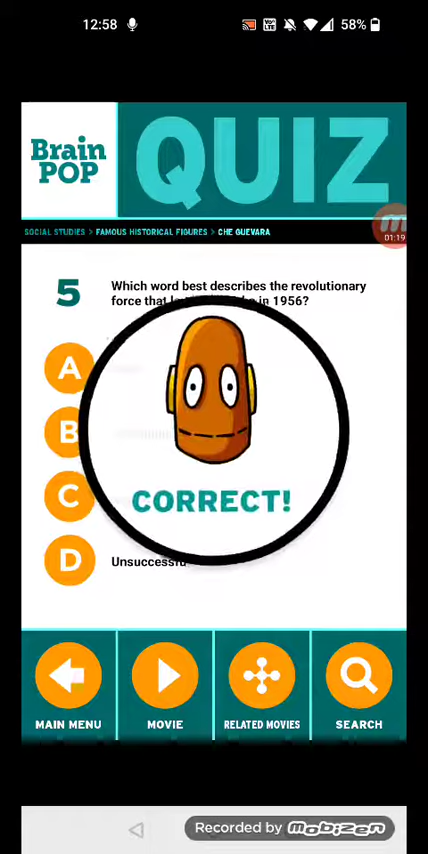 12:58
58%
Brain
POP
QUIZ
SOCIAL STUDIES > FAMOUS HISTORICAL FIGURES > CHE GUEVARA
01:19
5
Which word best describes the revolutionary
force that in 1956?
A
B
CORRECT!
C
D
MAIN MENU
MOVIE
RELATED MOVIES
SEARCH
Recorded by mobizen